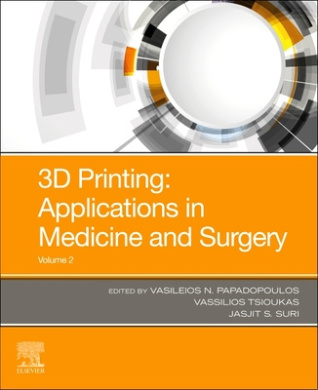 3D Printing:
Applications in
Medicine and Surgery
Volume 2
EDITED BY VASILEIOS N. PAPADOPOULOS
VASSILIOS TSIOUKAS
JASJIT S. SURI
ELSEVIER